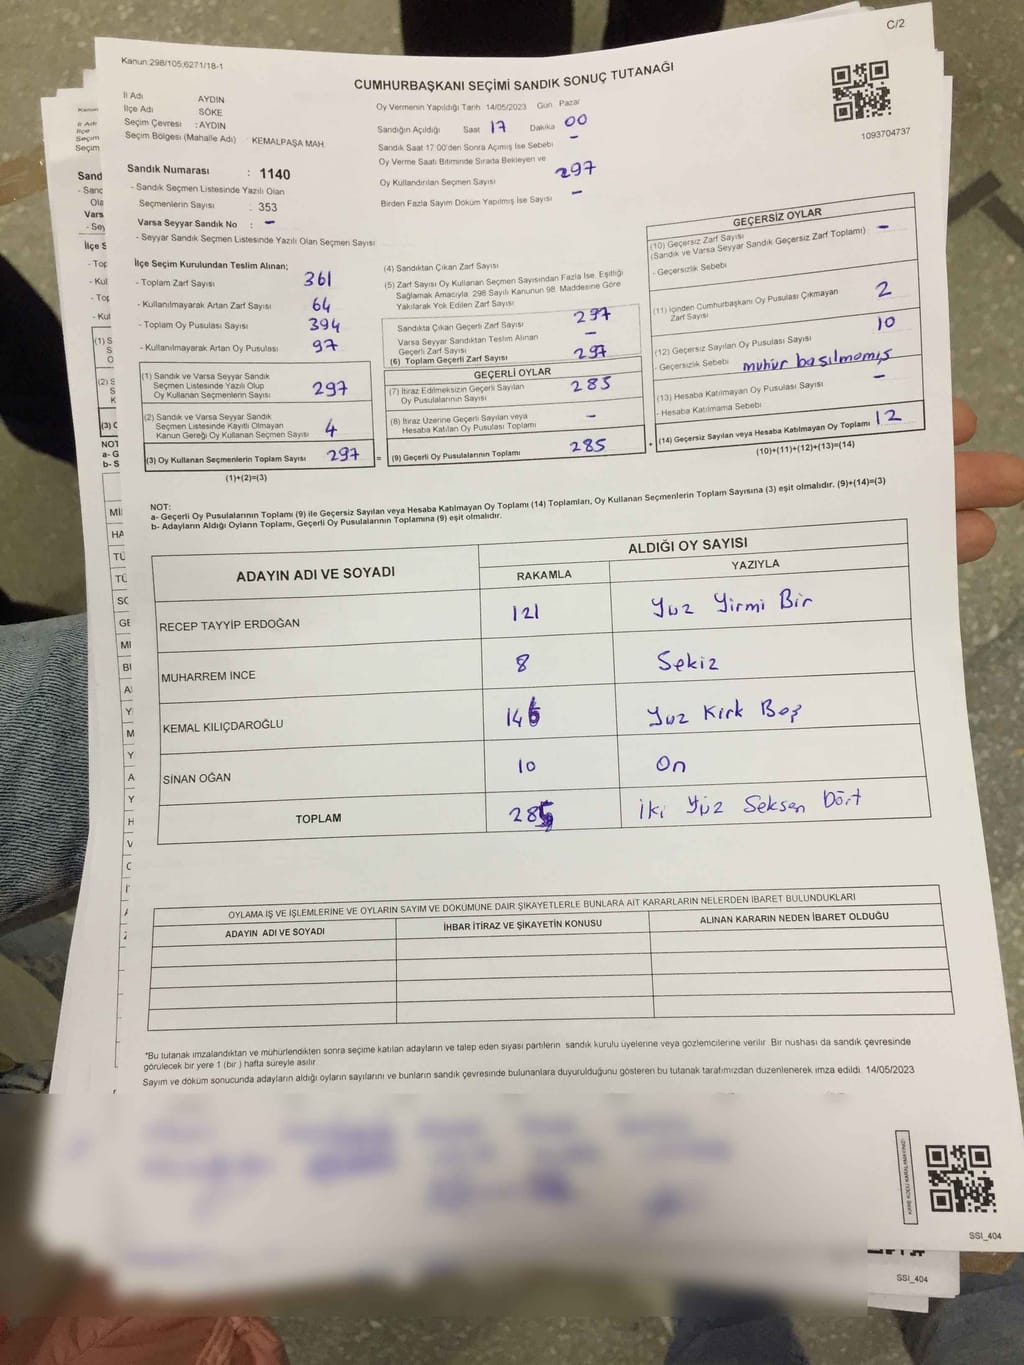 C/2
Kanun:298/105;6271/18-1
CUMHURBAŞKANI SEÇİMİ SANDIK SONUÇ TUTANAĞI
1093704737
İl Adı AYDIN
İlçe Adı SÖKE
Seçim Çevresi : AYDIN
Seçim Bölgesi (Mahalle Adı) : KEMALPAŞA MAH.
Oy Vermenin Yapıldığı Tarih 14/05/2023 Gün Pazar
Sandığın Açıldığı Saat 17 Dakika 00
Sandık Saat 17:00'den Sonra Açımış İse Sebebi -
Oy Verme Saati Bitiminde Sırada Bekleyen ve
Oy Kullandırılan Seçmen Sayısı 297
Birden Fazla Sayım Döküm Yapılmış İse Sayısı -
Sandık Numarası : 1140
- Sandık Seçmen Listesinde Yazılı Olan
Seçmenlerin Sayısı : 353
Varsa Seyyar Sandık No : -
- Seyyar Sandık Seçmen Listesinde Yazılı Olan Seçmen Sayısı
İlçe Seçim Kurulundan Teslim Alınan;
- Toplam Zarf Sayısı 361
- Kullanılmayarak Artan Zarf Sayısı 64
- Toplam Oy Pusulası Sayısı 394
- Kullanılmayarak Artan Oy Pusulası 97
(1) Sandık ve Varsa Seyyar Sandık
Seçmen Listesinde Yazılı Olup
Oy Kullanan Seçmenlerin Sayısı 297
(2) Sandık ve Varsa Seyyar Sandık
Seçmen Listesinde Kayıtlı Olmayan
Kanun Gereği Oy Kullanan Seçmen Sayısı 4
(3) Oy Kullanan Seçmenlerin Toplam Sayısı 297 =
(1)+(2)=(3)
(4) Sandıktan Çıkan Zarf Sayısı
(5) Zarf Sayısı Oy Kullanan Seçmen Sayısından Fazla İse, Eşitliği
Sağlamak Amacıyla; 298 Sayılı Kanunun 98. Maddesine Göre
Yakılarak Yok Edilen Zarf Sayısı
Sandıkta Çıkan Geçerli Zarf Sayısı 297
Varsa Seyyar Sandıktan Teslim Alınan
Geçerli Zarf Sayısı -
(6) Toplam Geçerli Zarf Sayısı 297
GEÇERLİ OYLAR
(7) İtiraz Edilmeksizin Geçerli Sayılan
Oy Pusulalarının Sayısı 285
(8) İtiraz Üzerine Geçerli Sayılan veya
Hesaba Katılan Oy Pusulası Toplamı -
(9) Geçerli Oy Pusulalarının Toplamı 285 +
GEÇERSİZ OYLAR
(10) Geçersiz Zarf Sayısı
(Sandık ve Varsa Seyyar Sandık Geçersiz Zarf Toplamı) -
- Geçersizlik Sebebi
(11) İçinden Cumhurbaşkanı Oy Pusulası Çıkmayan
Zarf Sayısı 2
(12) Geçersiz Sayılan Oy Pusulası Sayısı 10
- Geçersizlik Sebebi mühür basılmamış
(13) Hesaba Katılmayan Oy Pusulası Sayısı -
- Hesaba Katılmama Sebebi
(14) Geçersiz Sayılan veya Hesaba Katılmayan Oy Toplamı 12
(10)+(11)+(12)+(13)=(14)
NOT:
a- Geçerli Oy Pusulalarının Toplamı (9) ile Geçersiz Sayılan veya Hesaba Katılmayan Oy Toplamı (14) Toplamları, Oy Kullanan Seçmenlerin Toplam Sayısına (3) eşit olmalıdır. (9)+(14)=(3)
b- Adayların Aldığı Oyların Toplamı, Geçerli Oy Pusulalarının Toplamına (9) eşit olmalıdır.
ADAYIN ADI VE SOYADI ALDIĞI OY SAYISI
RAKAMLA YAZIYLA
RECEP TAYYİP ERDOĞAN 121 Yüz Yirmi Bir
MUHARREM İNCE 8 Sekiz
KEMAL KILIÇDAROĞLU 145 Yüz Kırk Beş
SİNAN OĞAN 10 On
TOPLAM 28 İki Yüz Seksen Dört
OYLAMA İŞ VE İŞLEMLERİNE VE OYLARIN SAYIM VE DÖKÜMÜNE DAİR ŞİKAYETLERLE BUNLARA AİT KARARLARIN NELERDEN İBARET BULUNDUKLARI
ADAYIN ADI VE SOYADI İHBAR İTİRAZ VE ŞİKAYETİN KONUSU ALINAN KARARIN NEDEN İBARET OLDUĞU
*Bu tutanak imzalandıktan ve mühürlendikten sonra seçime katılan adayların ve talep eden siyasi partilerin sandık kurulu üyelerine veya gözlemcilerine verilir. Bir nüshası da sandık çevresinde
görülecek bir yere 1 (bir ) hafta süreyle asılır.
Sayım ve döküm sonucunda adayların aldığı oyların sayılarını ve bunların sandık çevresinde bulunanlara duyurulduğunu gösteren bu tutanak tarafımızdan düzenlenerek imza edildi. 14/05/2023
SSİ_404
SSİ_404